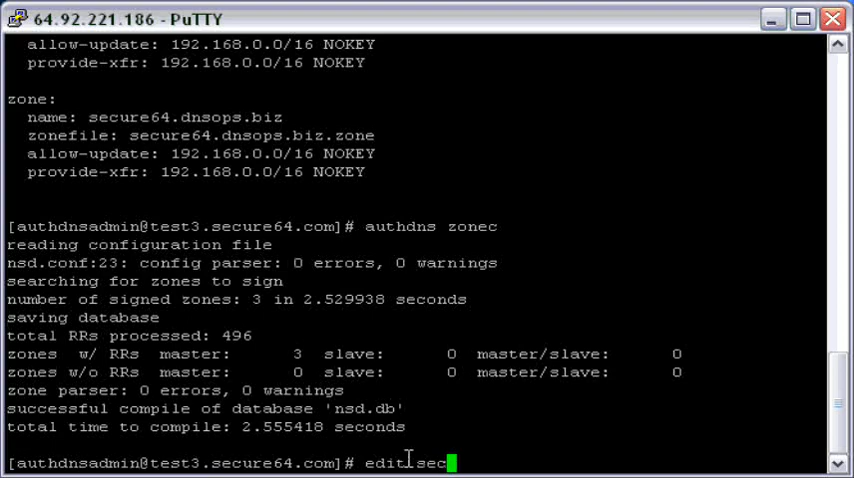 64.92.221.186 - PuTTY
allow-update: 192.168.0.0/16 NOKEY
provide-xfr: 192.168.0.0/16 NOKEY
zone:
name: secure64.dnsops.biz
zonefile: secure64.dnsops.biz.zone
allow-update: 192.168.0.0/16 NOKEY
provide-xfr: 192.168.0.0/16 NOKEY
[authdnsadmin@test3.secure64.com]# authdns zonec
reading configuration file
nsd.conf:23: config parser: 0 errors, 0 warnings
searching for zones to sign
number of signed zones: 3 in 2.529938 seconds
saving database
total RRs processed: 496
zones w/ RRs master: 3 slave: 0 master/slave: 0
zones w/o RRs master: 0 slave: 0 master/slave: 0
zone parser: 0 errors, 0 warnings
successful compile of database 'nsd.db'
total time to compile: 2.555418 seconds
[authdnsadmin@test3.secure64.com]# edit sec